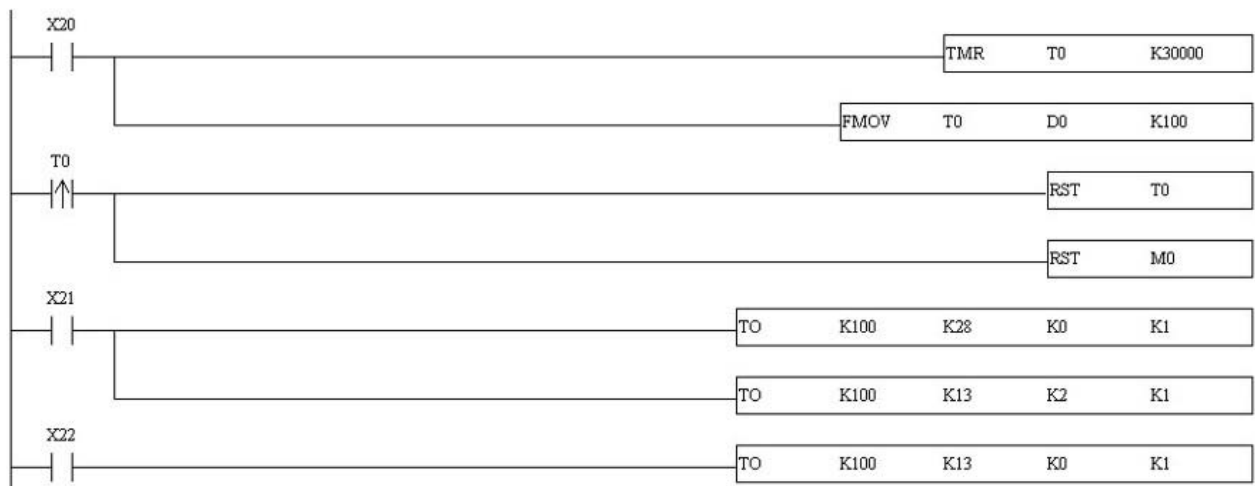 X20
TMR T0 K30000
FMOV T0 D0 K100
T0
RST T0
RST M0
X21
TO K100 K28 K0 K1
TO K100 K13 K2 K1
X22
TO K100 K13 K0 K1